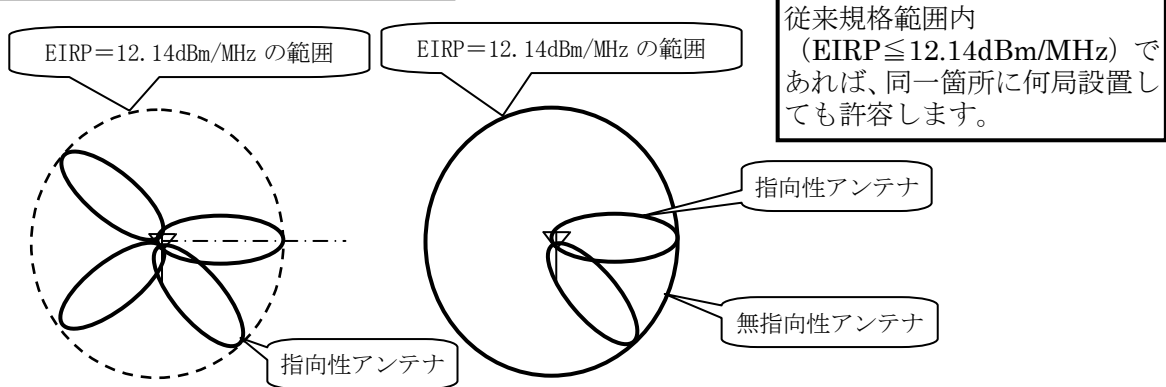 従来規格範囲内
（EIRP≦12.14dBm/MHz）で
あれば、同一箇所に何局設置し
ても許容します。
EIRP＝12.14dBm/MHz の範囲
EIRP＝12.14dBm/MHz の範囲
指向性アンテナ
無指向性アンテナ
指向性アンテナ